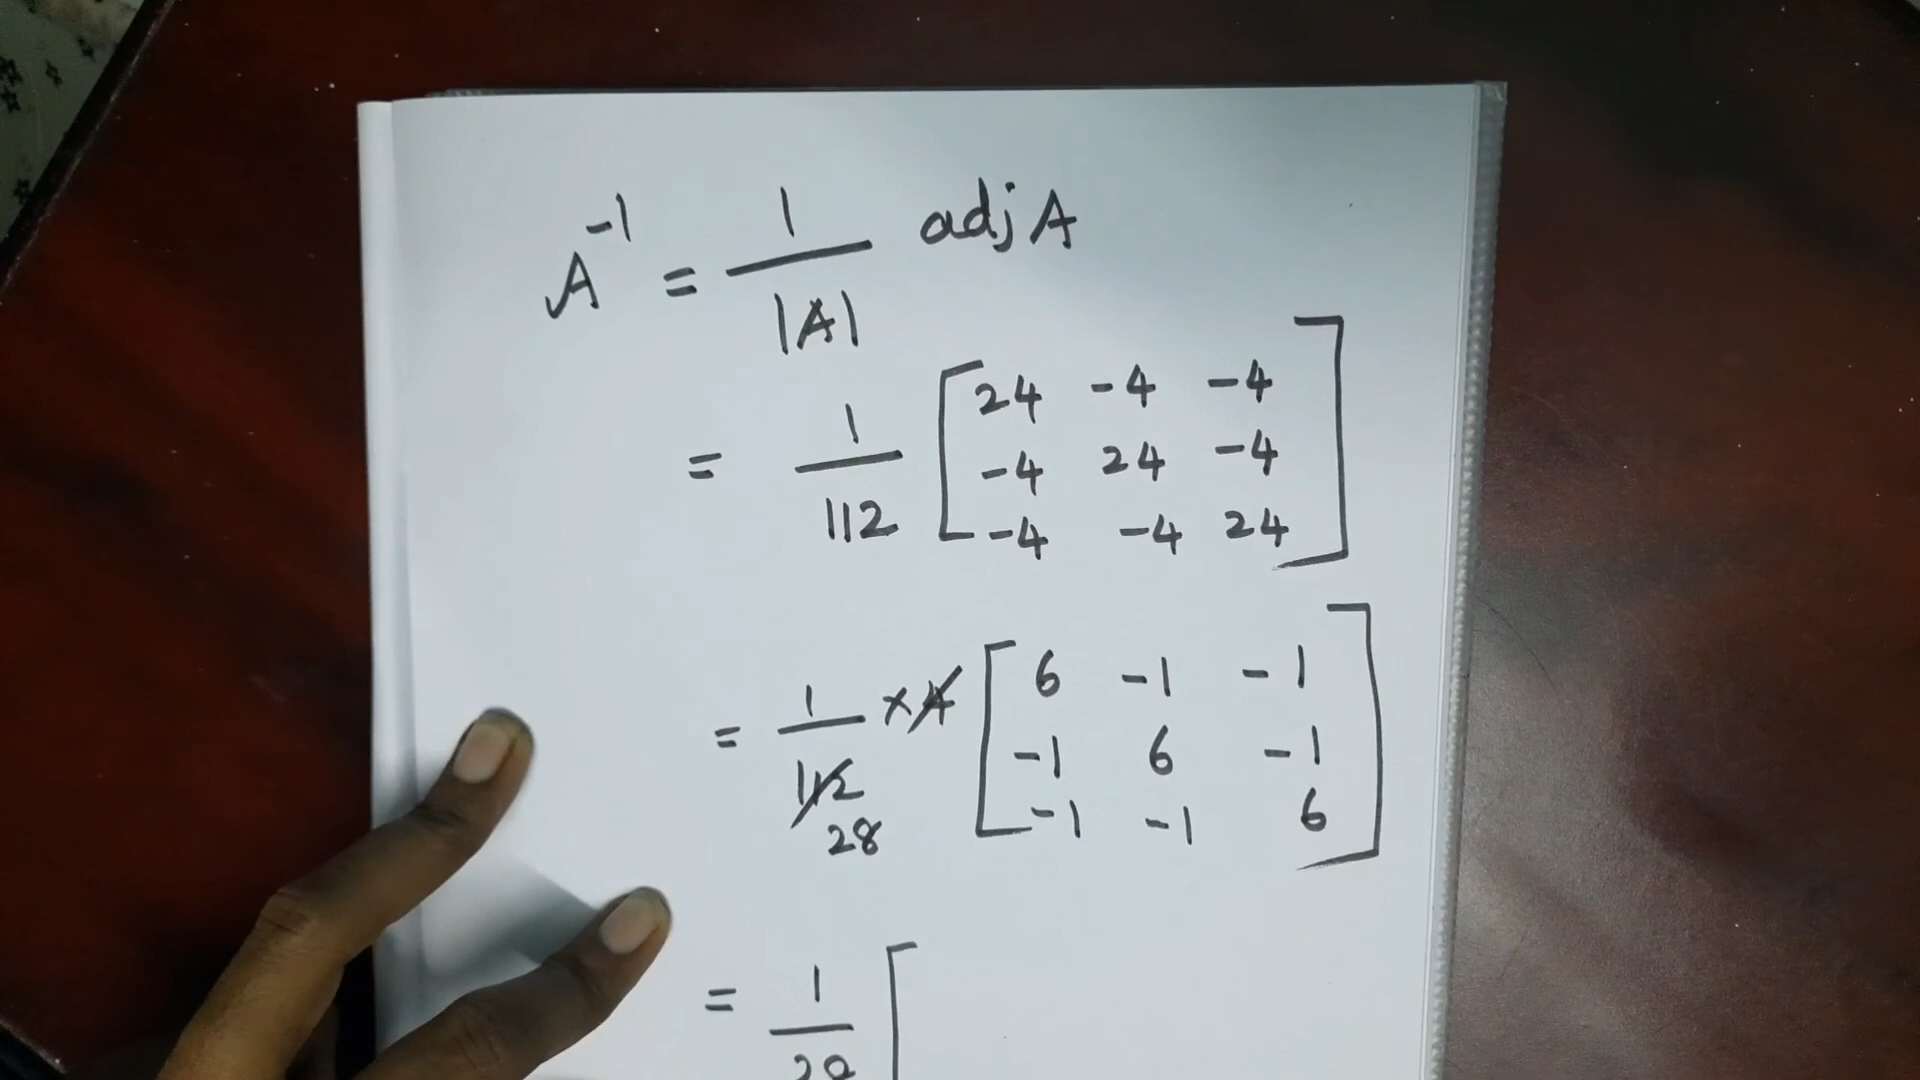 A⁻¹ = 1/|A| adj A
= 1/112 [24 -4 -4
-4 24 -4
-4 -4 24]
= 1/112 × 4 [6 -1 -1
28
-1 6 -1
-1 -1 6]
= 1/28 [